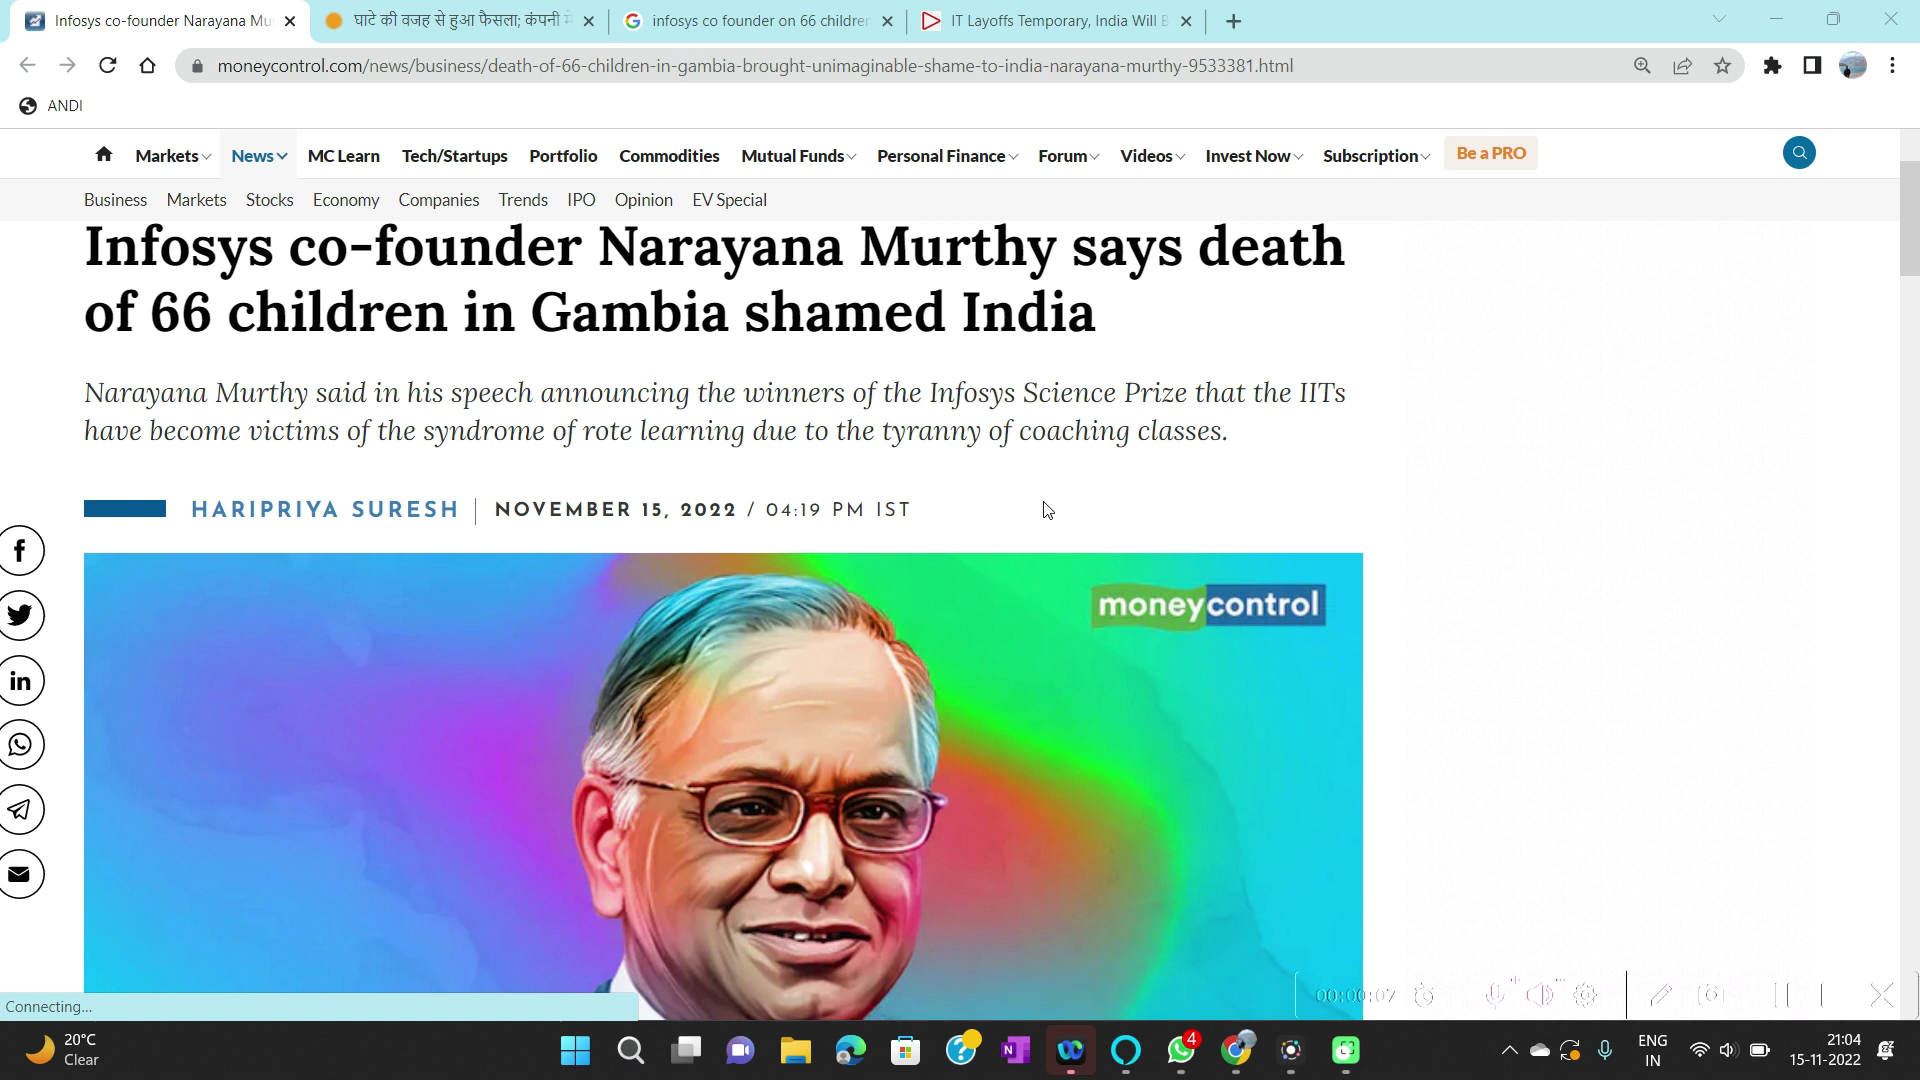 Infosys co-founder Narayana Mu
घाटे की वजह से हुआ फैसला; कंपनी में
infosys co founder on 66 children
IT Layoffs Temporary, India Will B
moneycontrol.com/news/business/death-of-66-children-in-gambia-brought-unimaginable-shame-to-india-narayana-murthy-9533381.html
ANDI
Markets News MC Learn Tech/Startups Portfolio Commodities Mutual Funds Personal Finance Forum Videos Invest Now Subscription Be a PRO
Business Markets Stocks Economy Companies Trends IPO Opinion EV Special
Infosys co-founder Narayana Murthy says death
of 66 children in Gambia shamed India
Narayana Murthy said in his speech announcing the winners of the Infosys Science Prize that the IITs
have become victims of the syndrome of rote learning due to the tyranny of coaching classes.
HARIPRIYA SURESH NOVEMBER 15, 2022 / 04:19 PM IST
moneycontrol
00:00:07
Connecting...
20°C
Clear
4
ENG
IN
21:04
15-11-2022